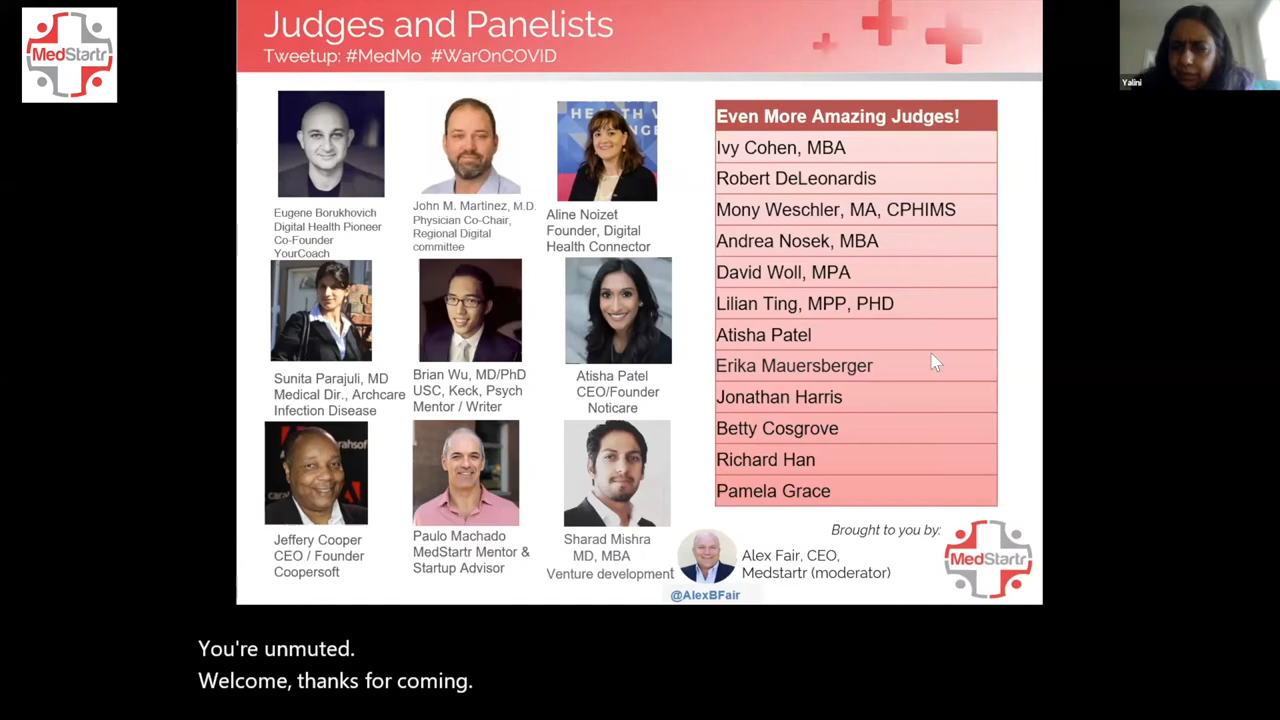 MedStartr
Judges and Panelists
Tweetup: #MedMo #WarOnCOVID
Yalini
HEALTH
Eugene Borukhovich
Digital Health Pioneer
Co-Founder
YourCoach
John M. Martinez, M.D.
Physician Co-Chair,
Regional Digital
committee
Aline Noizet
Founder, Digital
Health Connector
Sunita Parajuli, MD
Medical Dir., Archcare
Infection Disease
Brian Wu, MD/PhD
USC, Keck, Psych
Mentor / Writer
Atisha Patel
CEO/Founder
Noticare
Jeffery Cooper
CEO / Founder
Coopersoft
Paulo Machado
MedStartr Mentor &
Startup Advisor
Sharad Mishra
MD, MBA
Venture development
Even More Amazing Judges!
Ivy Cohen, MBA
Robert DeLeonardis
Mony Weschler, MA, CPHIMS
Andrea Nosek, MBA
David Woll, MPA
Lilian Ting, MPP, PHD
Atisha Patel
Erika Mauersberger
Jonathan Harris
Betty Cosgrove
Richard Han
Pamela Grace
Brought to you by:
MedStartr
Alex Fair, CEO,
Medstartr (moderator)
@AlexBFair
You're unmuted.
Welcome, thanks for coming.